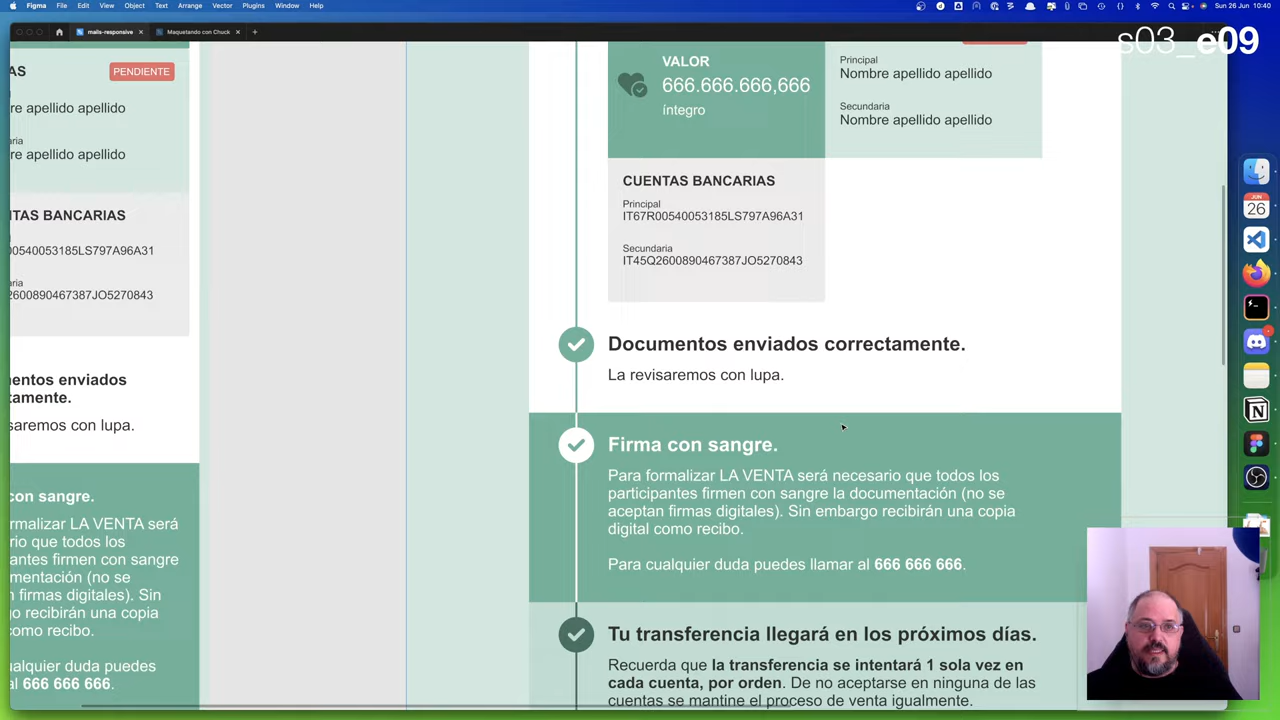 Figma File Edit View Object Text Arrange Vector Plugins Window Help
Sun 26 Jun 10:40
mails-responsive
Maquetando con Chuck
s03_e09
AS
PENDIENTE
re apellido apellido
aria
re apellido apellido
TAS BANCARIAS
00540053185LS797A96A31
aria
2600890467387JO5270843
entos enviados
tamente.
saremos con lupa.
con sangre.
rmalizar LA VENTA será
rio que todos los
antes firmen con sangre
mentación (no se
n firmas digitales). Sin
go recibirán una copia
como recibo.
ualquier duda puedes
al 666 666 666.
VALOR
666.666.666,666
íntegro
Principal
Nombre apellido apellido
Secundaria
Nombre apellido apellido
CUENTAS BANCARIAS
Principal
IT67R00540053185LS797A96A31
Secundaria
IT45Q2600890467387JO5270843
Documentos enviados correctamente.
La revisaremos con lupa.
Firma con sangre.
Para formalizar LA VENTA será necesario que todos los
participantes firmen con sangre la documentación (no se
aceptan firmas digitales). Sin embargo recibirán una copia
digital como recibo.
Para cualquier duda puedes llamar al 666 666 666.
Tu transferencia llegará en los próximos días.
Recuerda que la transferencia se intentará 1 sola vez en
cada cuenta, por orden. De no aceptarse en ninguna de las
cuentas se mantine el proceso de venta igualmente.
JUN
26